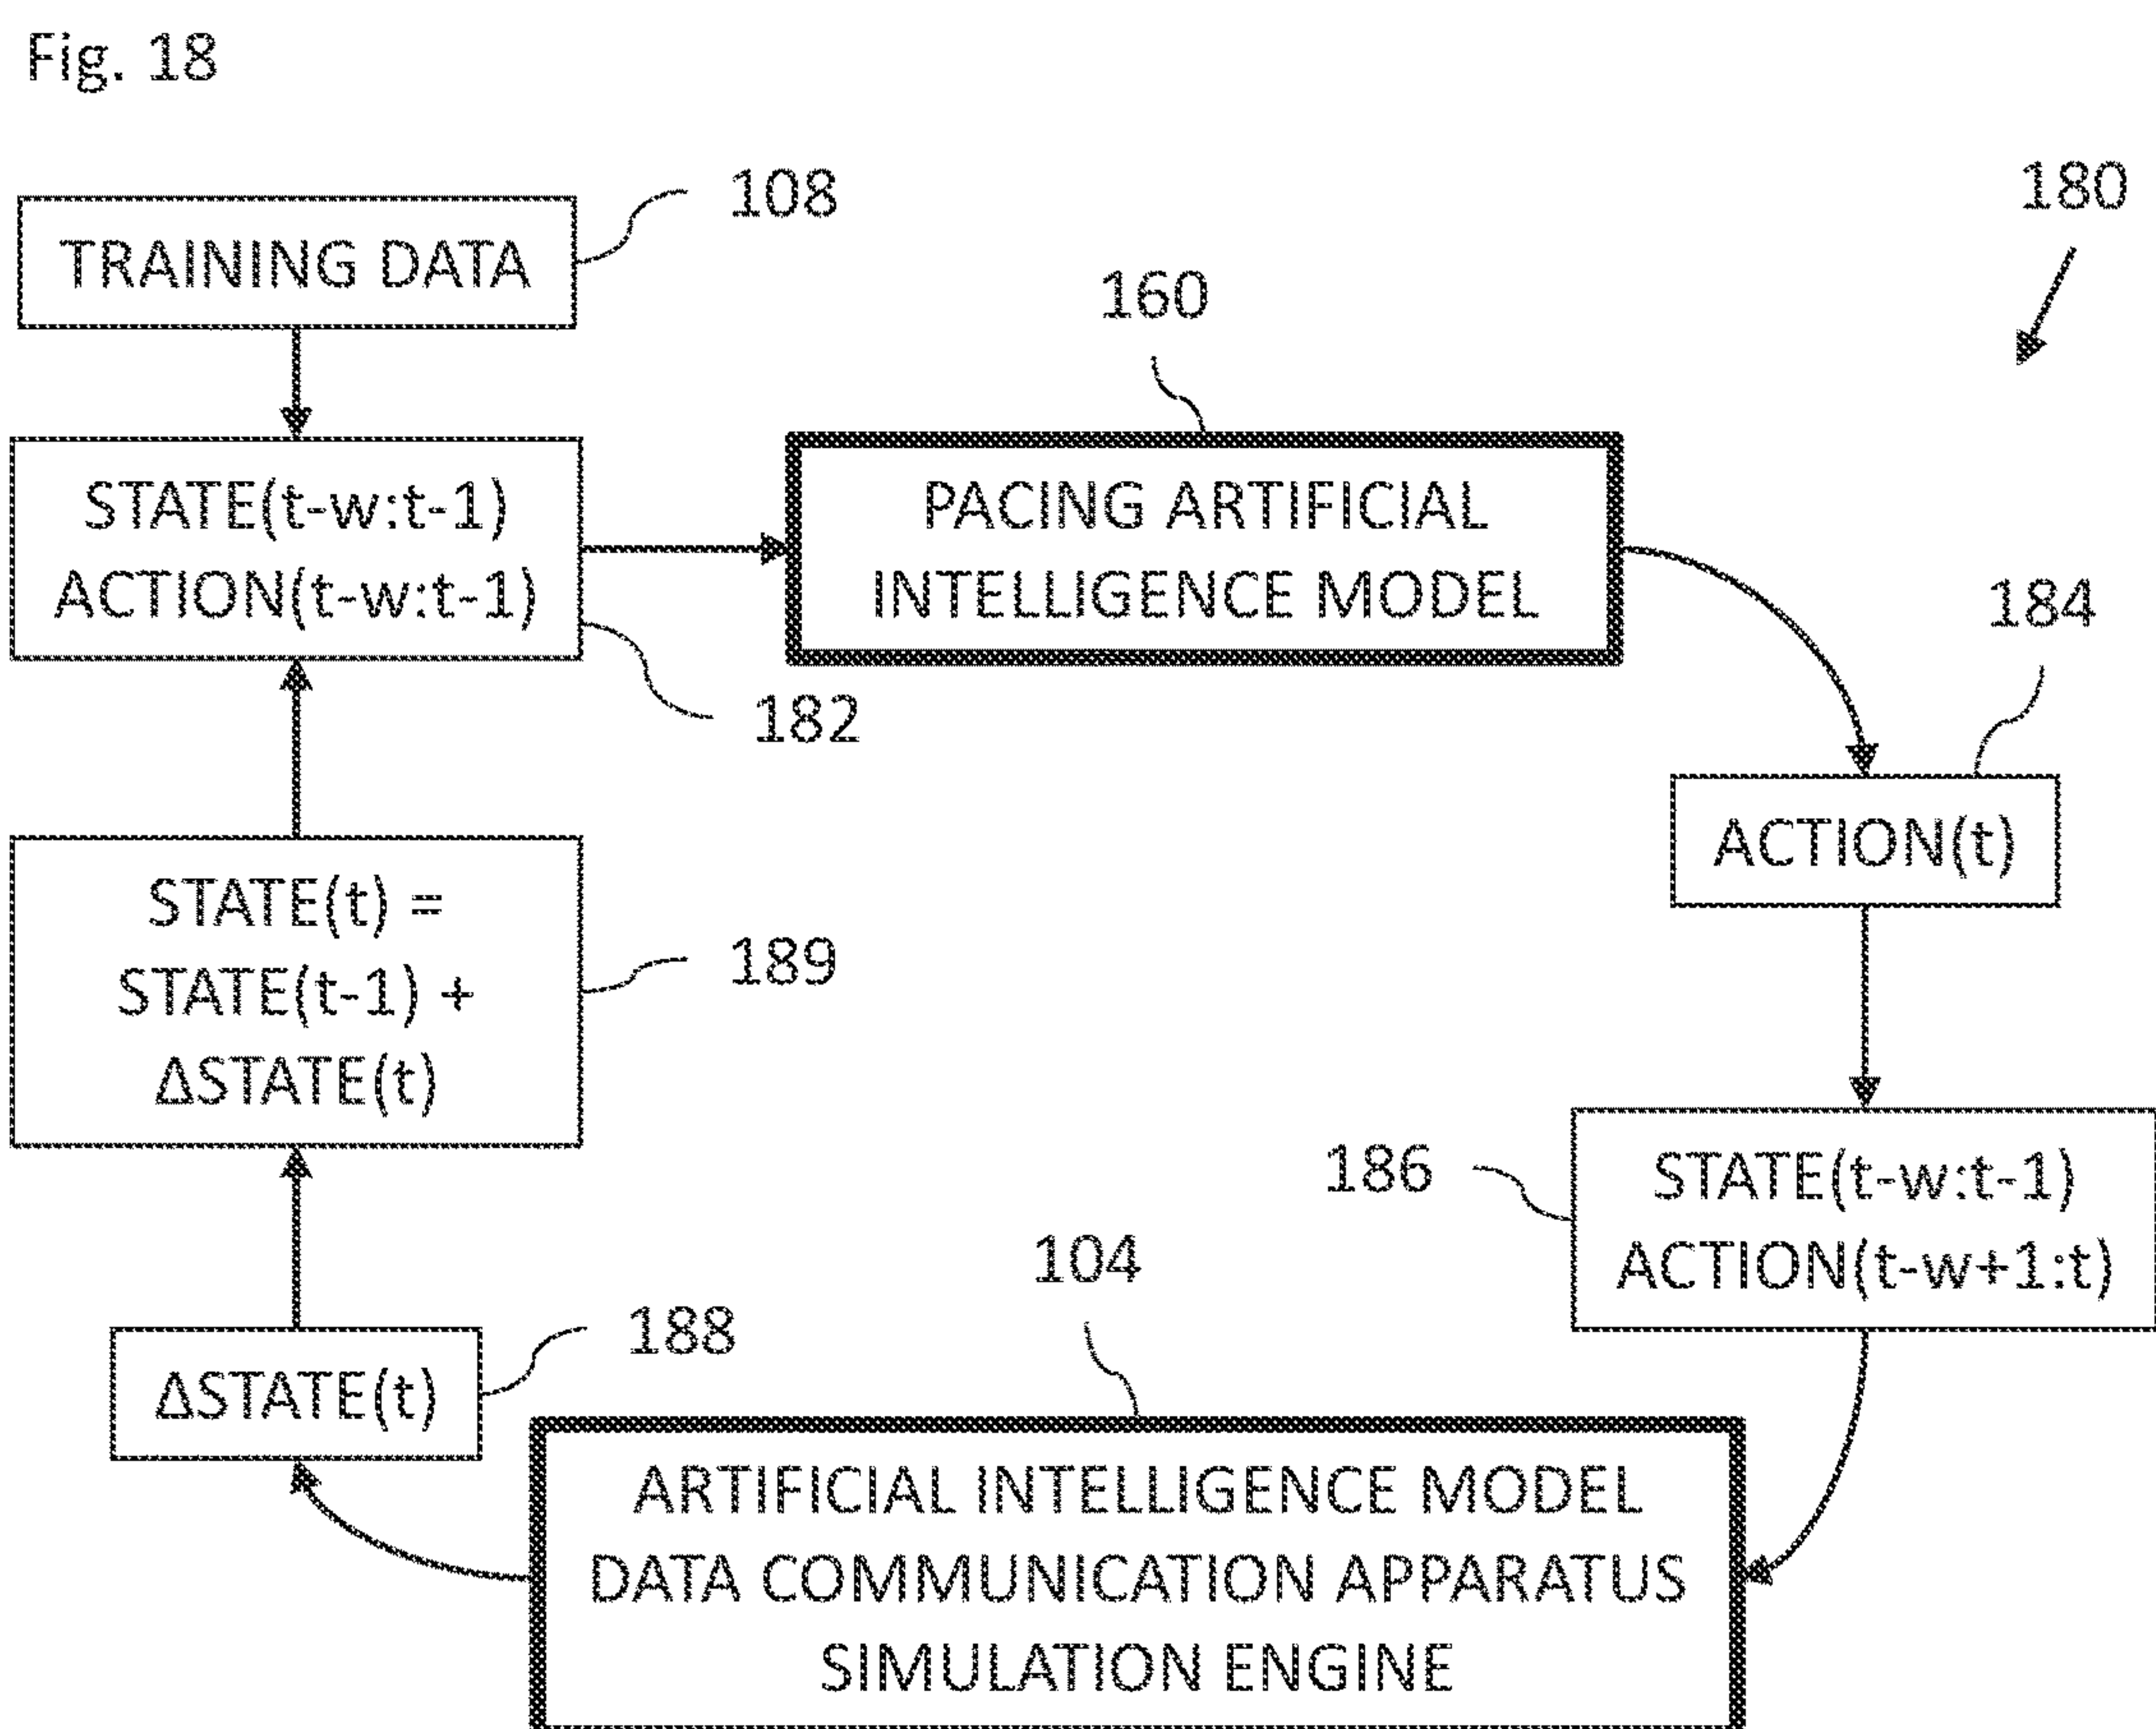 Fig. 18
108
180
TRAINING DATA
160
STATE(t-w:t-1)
ACTION(t-w:t-1)
PACING ARTIFICIAL
INTELLIGENCE MODEL
184
182
ACTION(t)
STATE(t) =
STATE(t-1) +
ΔSTATE(t)
189
186
STATE(t-w:t-1)
ACTION(t-w+1:t)
104
188
ΔSTATE(t)
ARTIFICIAL INTELLIGENCE MODEL
DATA COMMUNICATION APPARATUS
SIMULATION ENGINE